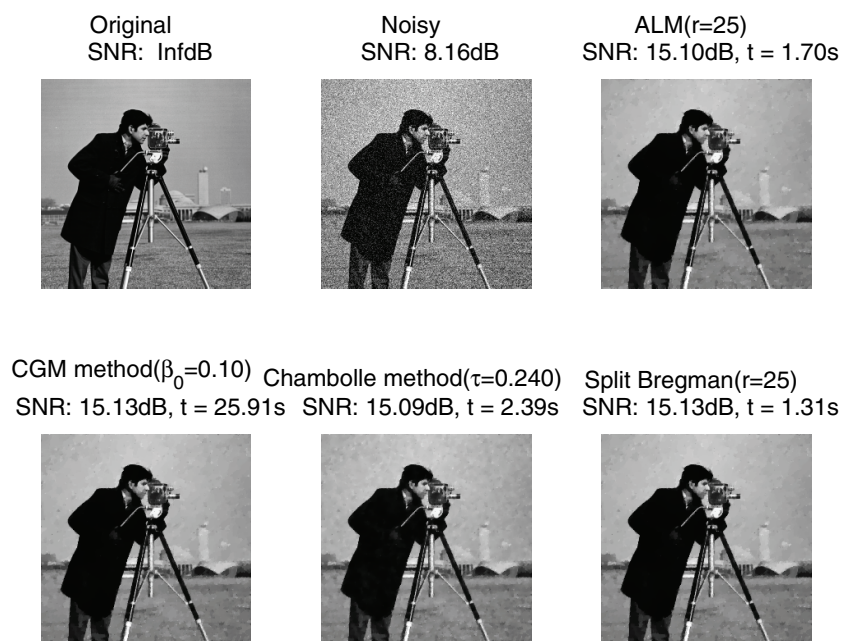 Original
SNR: InfdB
Noisy
SNR: 8.16dB
ALM(r=25)
SNR: 15.10dB, t = 1.70s
CGM method(β₀=0.10)
SNR: 15.13dB, t = 25.91s
Chambolle method(τ=0.240)
SNR: 15.09dB, t = 2.39s
Split Bregman(r=25)
SNR: 15.13dB, t = 1.31s